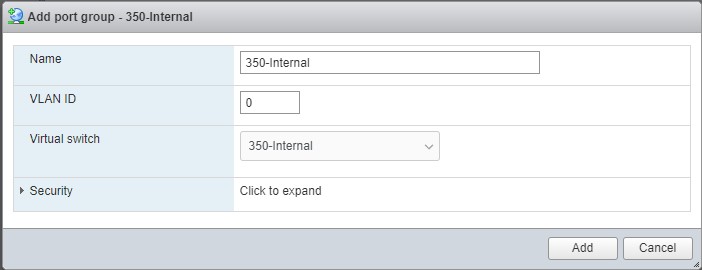 Add port group - 350-Internal
Name
350-Internal
VLAN ID
0
Virtual switch
350-Internal
Security
Click to expand
Add
Cancel